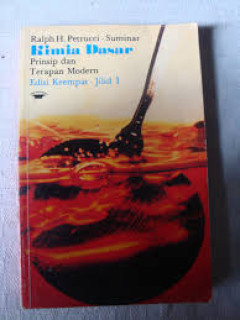 Ralph H. Petrucci - Suminar
Kimia Dasar
Prinsip dan
Terapan Modern
Edisi Keempat - Jilid 1